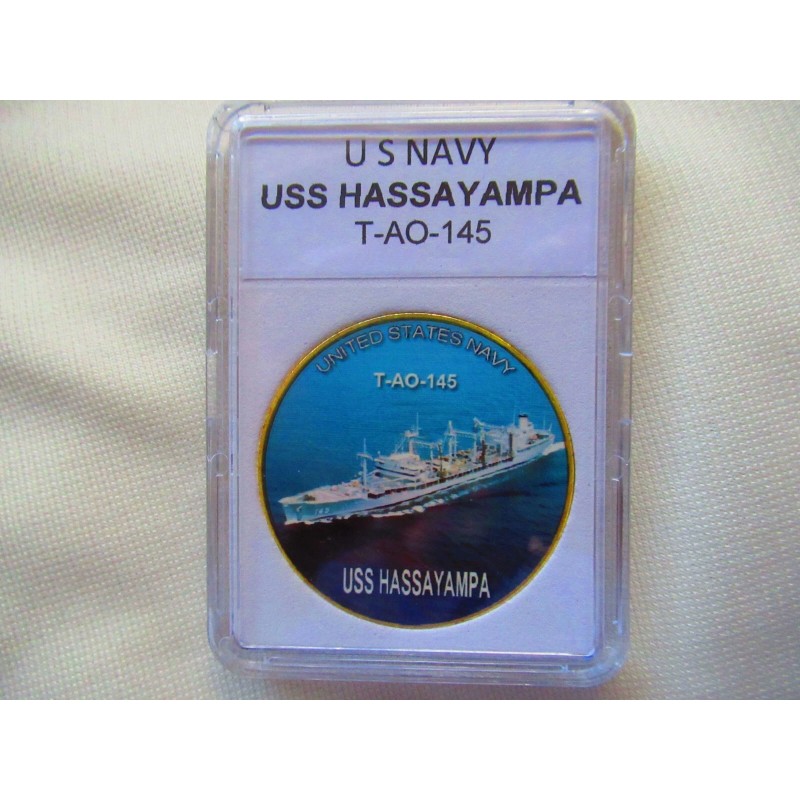 U S NAVY
USS HASSAYAMPA
T-AO-145
UNITED STATES NAVY
T-AO-145
USS HASSAYAMPA